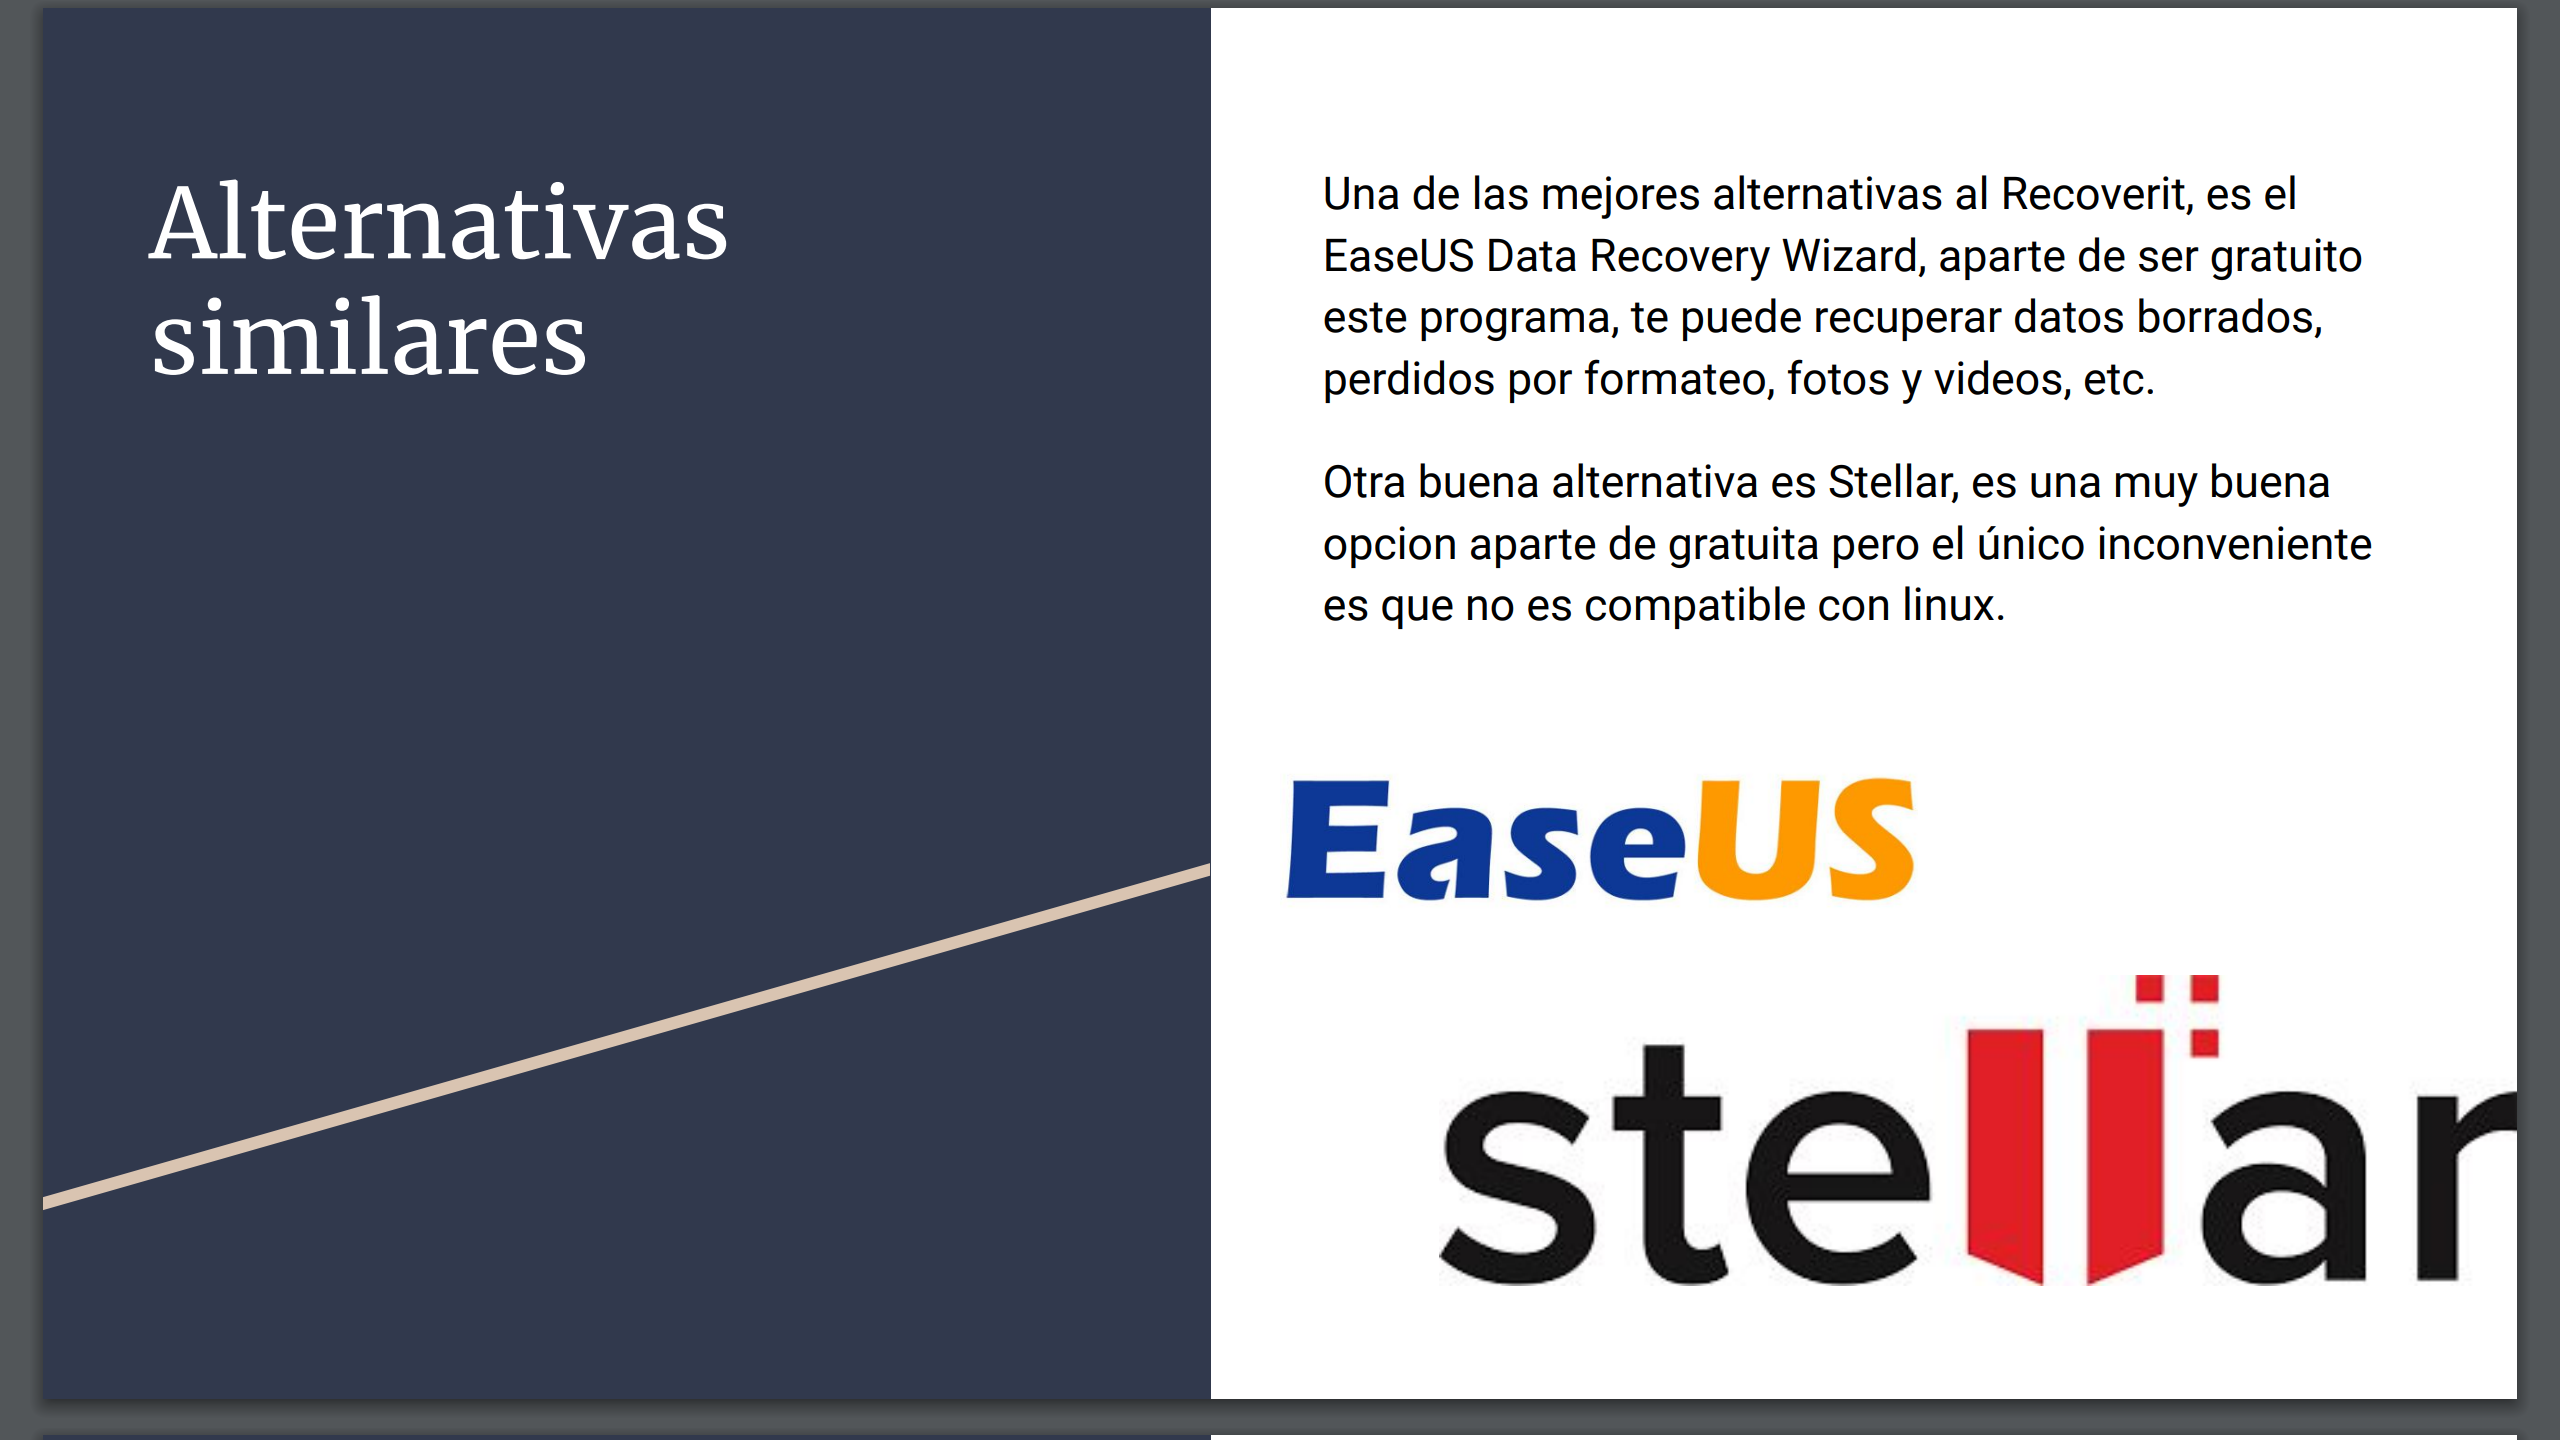 Alternativas
similares
Una de las mejores alternativas al Recoverit, es el
EaseUS Data Recovery Wizard, aparte de ser gratuito
este programa, te puede recuperar datos borrados,
perdidos por formateo, fotos y videos, etc.
Otra buena alternativa es Stellar, es una muy buena
opcion aparte de gratuita pero el único inconveniente
es que no es compatible con linux.
EaseUS
stellar